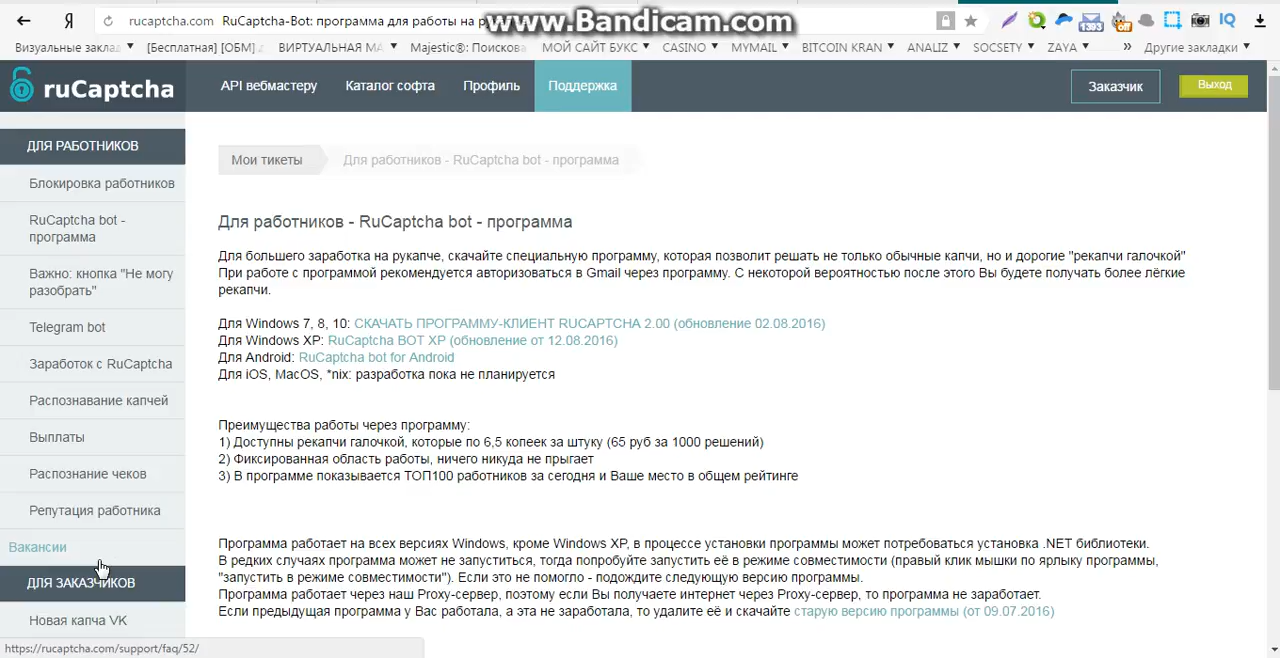 rucaptcha.com RuCaptcha-Bot: программа для работы на
www.Bandicam.com
1393
off
IQ
Визуальные заклад
[Бесплатная] [ОБМ]
ВИРТУАЛЬНАЯ МА
Majestic®: Поискова
МОЙ САЙТ БУКС
CASINO
MYMAIL
BITCOIN KRAN
ANALIZ
SOCSETY
ZAYA
» Другие закладки
ruCaptcha
API вебмастеру
Каталог софта
Профиль
Поддержка
Заказчик
Выход
ДЛЯ РАБОТНИКОВ
Блокировка работников
RuCaptcha bot -
программа
Важно: кнопка "Не могу
разобрать"
Telegram bot
Заработок с RuCaptcha
Распознавание капчей
Выплаты
Распознание чеков
Репутация работника
Вакансии
ДЛЯ ЗАКАЗЧИКОВ
Новая капча VK
Мои тикеты
Для работников - RuCaptcha bot - программа
Для работников - RuCaptcha bot - программа
Для большего заработка на рукапче, скачайте специальную программу, которая позволит решать не только обычные капчи, но и дорогие "рекапчи галочкой"
При работе с программой рекомендуется авторизоваться в Gmail через программу. С некоторой вероятностью после этого Вы будете получать более лёгкие
рекапчи.
Для Windows 7, 8, 10: СКАЧАТЬ ПРОГРАММУ-КЛИЕНТ RUCAPTCHA 2.00 (обновление 02.08.2016)
Для Windows XP: RuCaptcha BOT XP (обновление от 12.08.2016)
Для Android: RuCaptcha bot for Android
Для iOS, MacOS, *nix: разработка пока не планируется
Преимущества работы через программу:
1) Доступны рекапчи галочкой, которые по 6,5 копеек за штуку (65 руб за 1000 решений)
2) Фиксированная область работы, ничего никуда не прыгает
3) В программе показывается ТОП100 работников за сегодня и Ваше место в общем рейтинге
Программа работает на всех версиях Windows, кроме Windows XP, в процессе установки программы может потребоваться установка .NET библиотеки.
В редких случаях программа может не запуститься, тогда попробуйте запустить её в режиме совместимости (правый клик мышки по ярлыку программы,
"запустить в режиме совместимости"). Если это не помогло - подождите следующую версию программы.
Программа работает через наш Proxy-сервер, поэтому если Вы получаете интернет через Proxy-сервер, то программа не заработает.
Если предыдущая программа у Вас работала, а эта не заработала, то удалите её и скачайте старую версию программы (от 09.07.2016)
https://rucaptcha.com/support/faq/52/